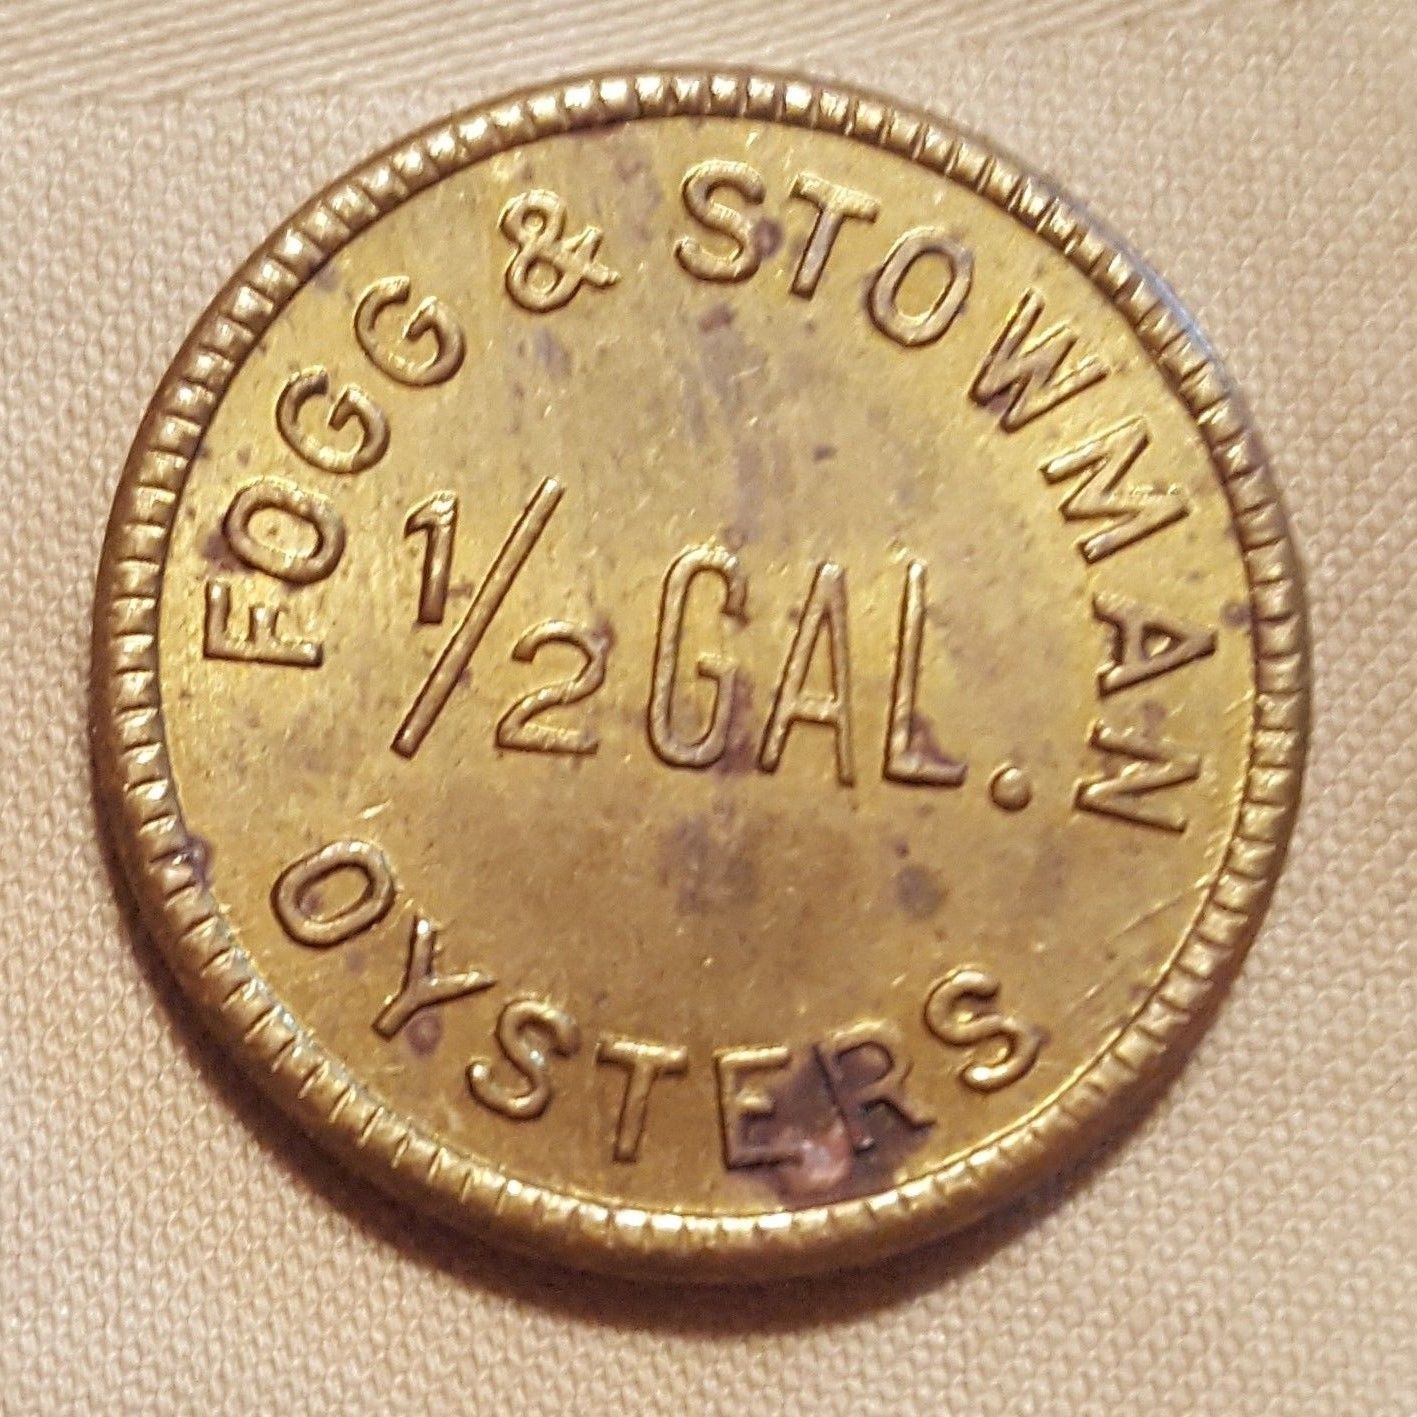 FOGG & STOWMAN
1/2 GAL.
OYSTERS